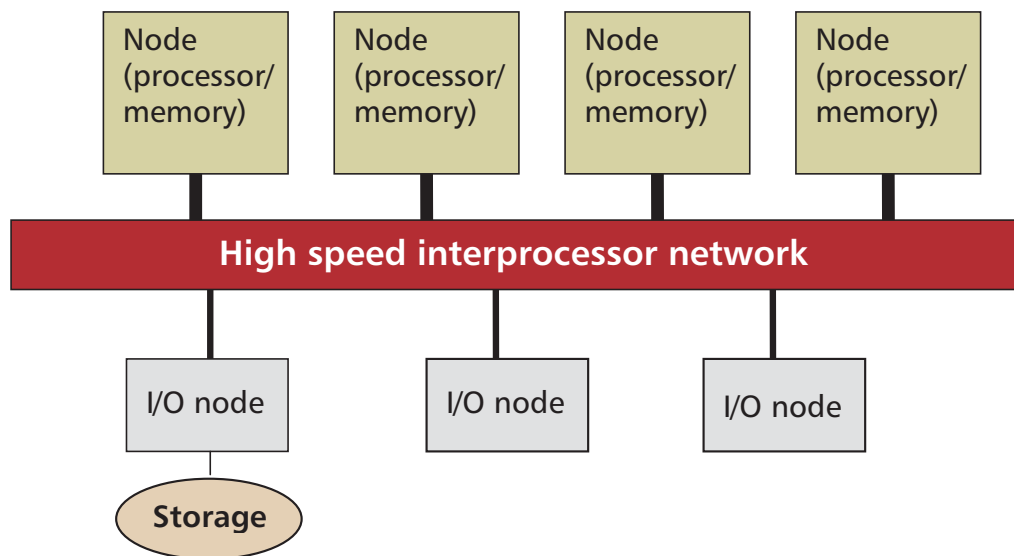 Node
(processor/
memory)
Node
(processor/
memory)
Node
(processor/
memory)
Node
(processor/
memory)
High speed interprocessor network
I/O node
I/O node
I/O node
Storage